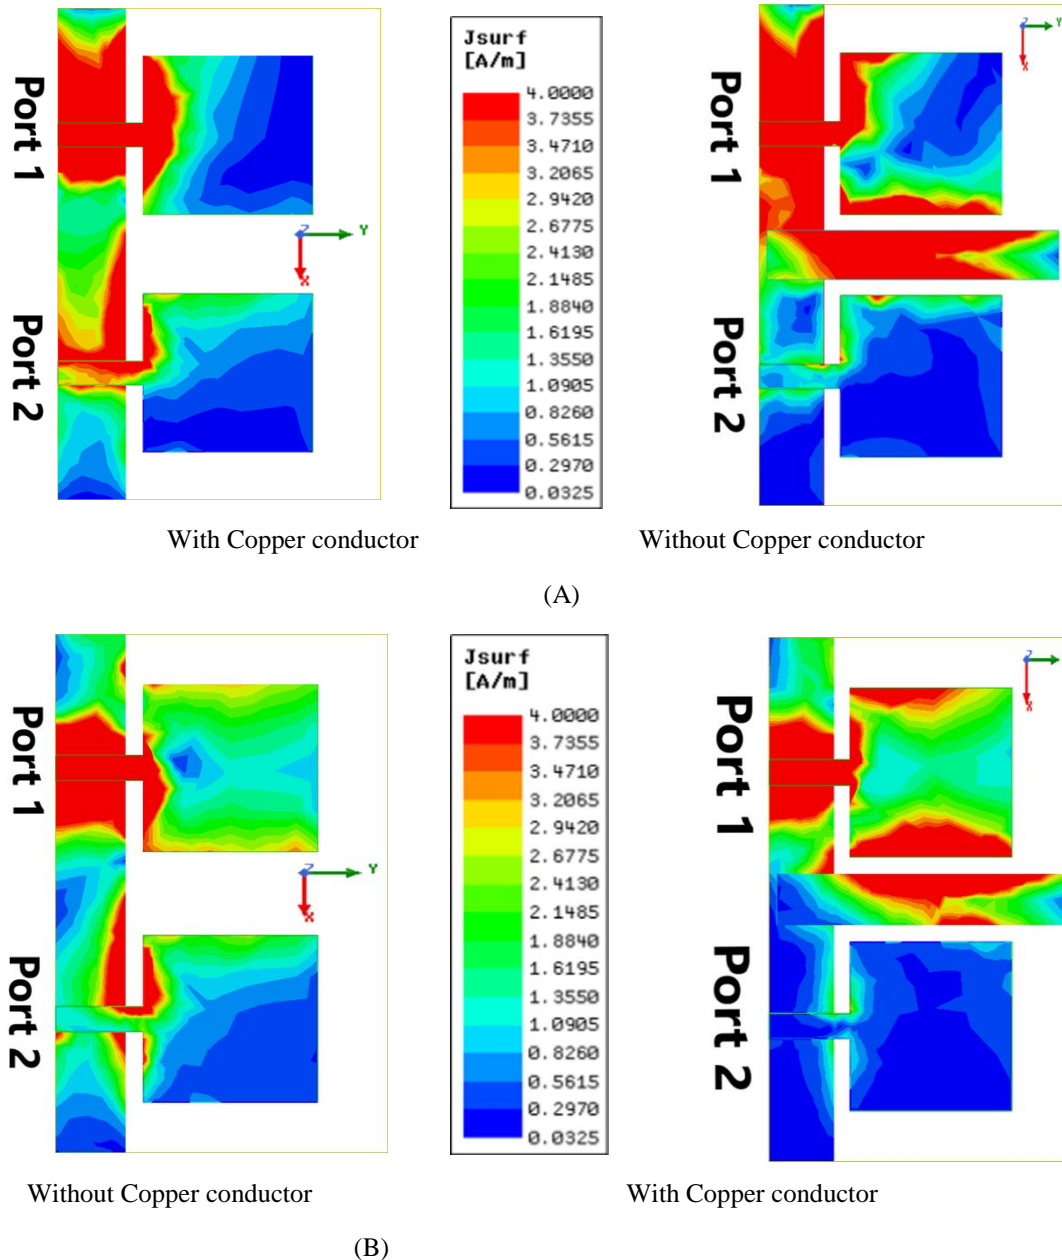 Port 1
Port 2
Z
Y
X
Jsurf
[A/m]
4.0000
3.7355
3.4710
3.2065
2.9420
2.6775
2.4130
2.1485
1.8840
1.6195
1.3550
1.0905
0.8260
0.5615
0.2970
0.0325
Port 1
Port 2
Z
Y
X
With Copper conductor
Without Copper conductor
(A)
Port 1
Port 2
Z
Y
X
Jsurf
[A/m]
4.0000
3.7355
3.4710
3.2065
2.9420
2.6775
2.4130
2.1485
1.8840
1.6195
1.3550
1.0905
0.8260
0.5615
0.2970
0.0325
Port 1
Port 2
Z
X
Without Copper conductor
With Copper conductor
(B)